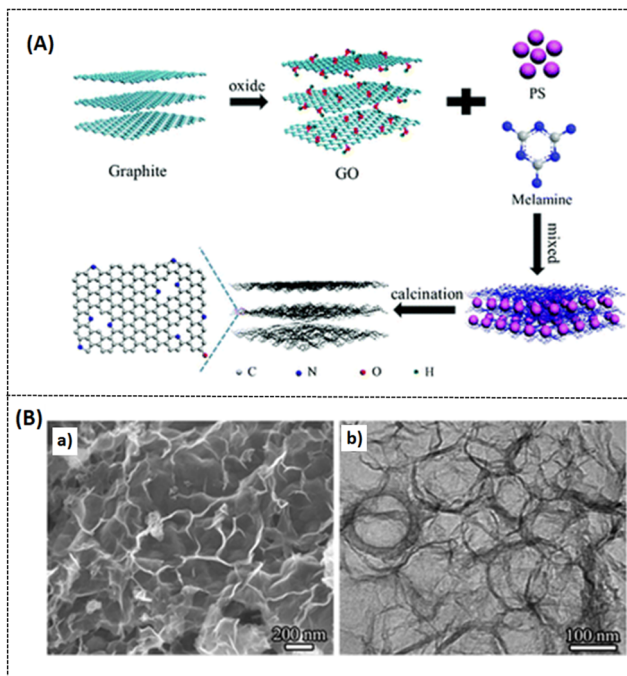 (A)
oxide
Graphite
GO
PS
Melamine
mixed
calcination
C N O H
(B)
a)
200 nm
b)
100 nm